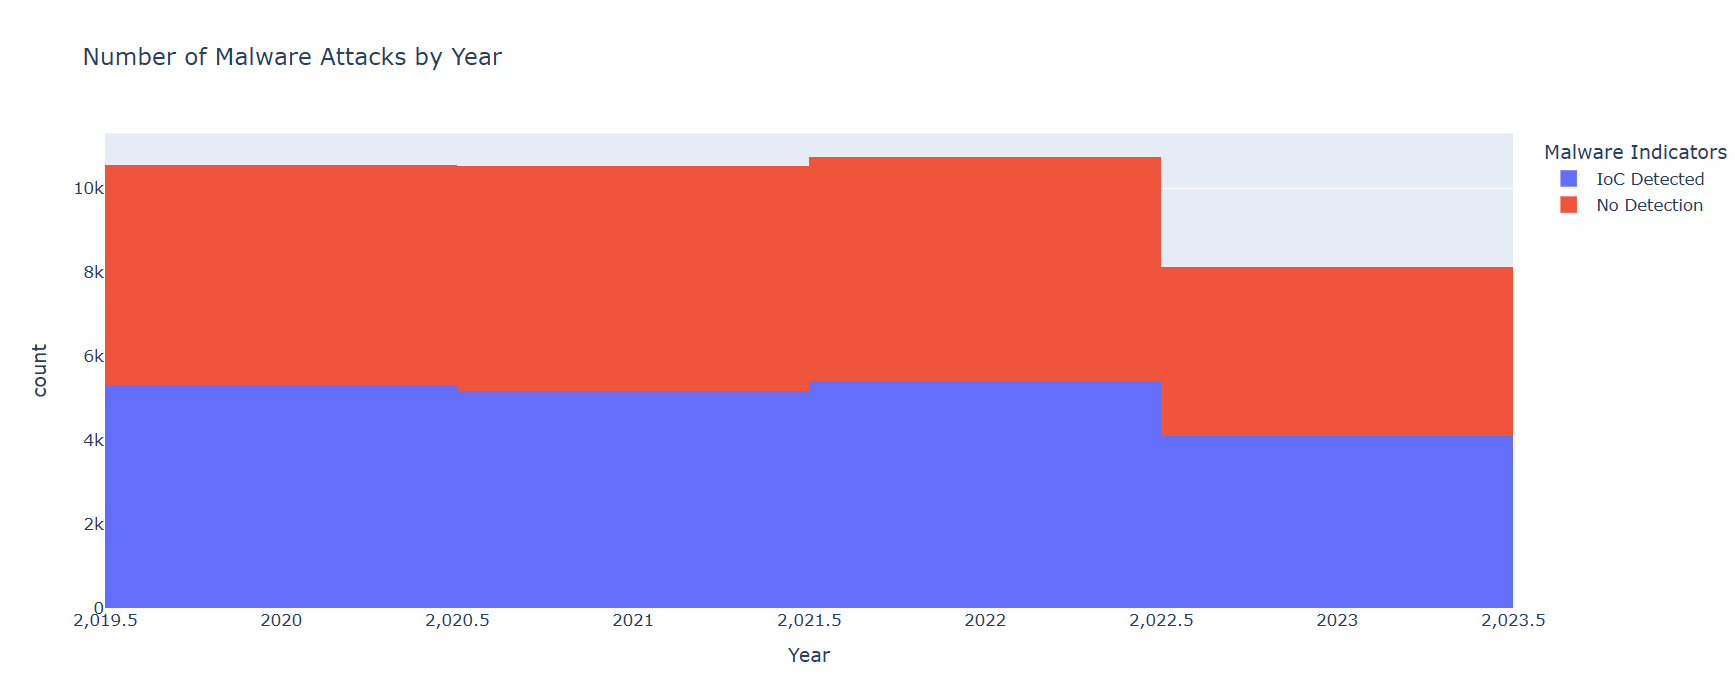 Number of Malware Attacks by Year
Malware Indicators
IoC Detected
No Detection
10k
8k
6k
4k
2k
0
count
2,019.5
2020
2,020.5
2021
2,021.5
2022
2,022.5
2023
2,023.5
Year